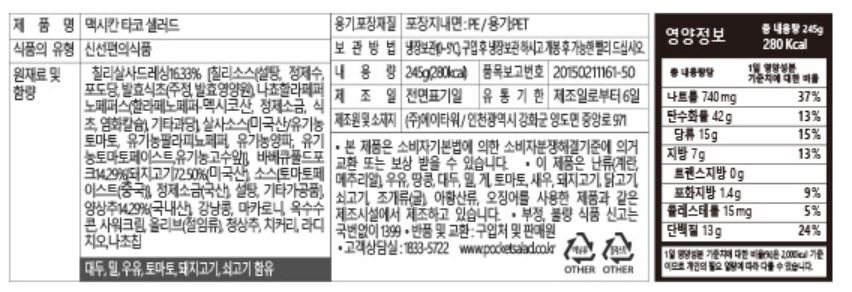 제 품 명 맥시칸 타코 샐러드
식품의 유형 신선편의식품
원재료 및 함량
칠리살사드레싱16.33% [칠리소스(설탕, 정제수,
포도당, 발효식초(주정, 발효영양원), 나쵸할라페퍼
노페퍼스(할라페노페퍼-멕시코산, 정제소금, 식
초, 염화칼슘), 기타과당), 살사소스(미국산/유기농
토마토, 유기농할라피노페퍼, 유기농양파, 유기
농토마토페이스트,유기농고수잎)], 바베큐풀드포
크14.29%[돼지고기72.50%(미국산), 소스(토마토페
이스트(중국)), 정제소금(국산), 설탕, 기타가공품),
양상추14.29%(국내산), 강낭콩, 마카로니, 옥수수
콘, 사워크림, 올리브(절임류), 청상추, 치커리, 라디
치오,나초칩
대두, 밀, 우유, 토마토, 돼지고기, 쇠고기 함유
용기포장재질 포장지내면 : PE / 용기:PET
보 관 방 법 냉장보관(0~5℃), 구입 후 냉장보관 하시고 개봉 후 가능한 빨리 드십시오.
내 용 량 245g(280kcal) 품목보고번호 20150211161-50
제 조 일 전면표기일 유 통 기 한 제조일로부터 6일
제조원 및 소재지 (주)에이타워 / 인천광역시 강화군 양도면 중앙로 971
• 본 제품은 소비자기본법에 의한 소비자분쟁해결기준에 의거
교환 또는 보상 받을 수 있습니다. • 이 제품은 난류(계란,
메추리알), 우유, 땅콩, 대두, 밀, 게, 토마토, 새우, 돼지고기, 닭고기,
쇠고기, 조개류(굴), 아황산류, 오징어를 사용한 제품과 같은
제조시설에서 제조하고 있습니다. • 부정, 불량 식품 신고는
국번없이 1399 • 반품 및 교환 : 구입처 및 판매원
• 고객상담실 : 1833-5722 www.pocketsalad.co.kr
OTHER OTHER
영양정보 총 내용량 245g
280 Kcal
총 내용량당 1일 영양성분 기준치에 대한 비율
나트륨 740 mg 37%
탄수화물 42 g 13%
당류 15 g 15%
지방 7 g 13%
트랜스지방 0 g
포화지방 1.4 g 9%
콜레스테롤 15 mg 5%
단백질 13 g 24%
1일 영양성분 기준치에 대한 비율(%)은 2,000kcal 기준
이므로 개인의 필요 열량에 따라 다를 수 있습니다.